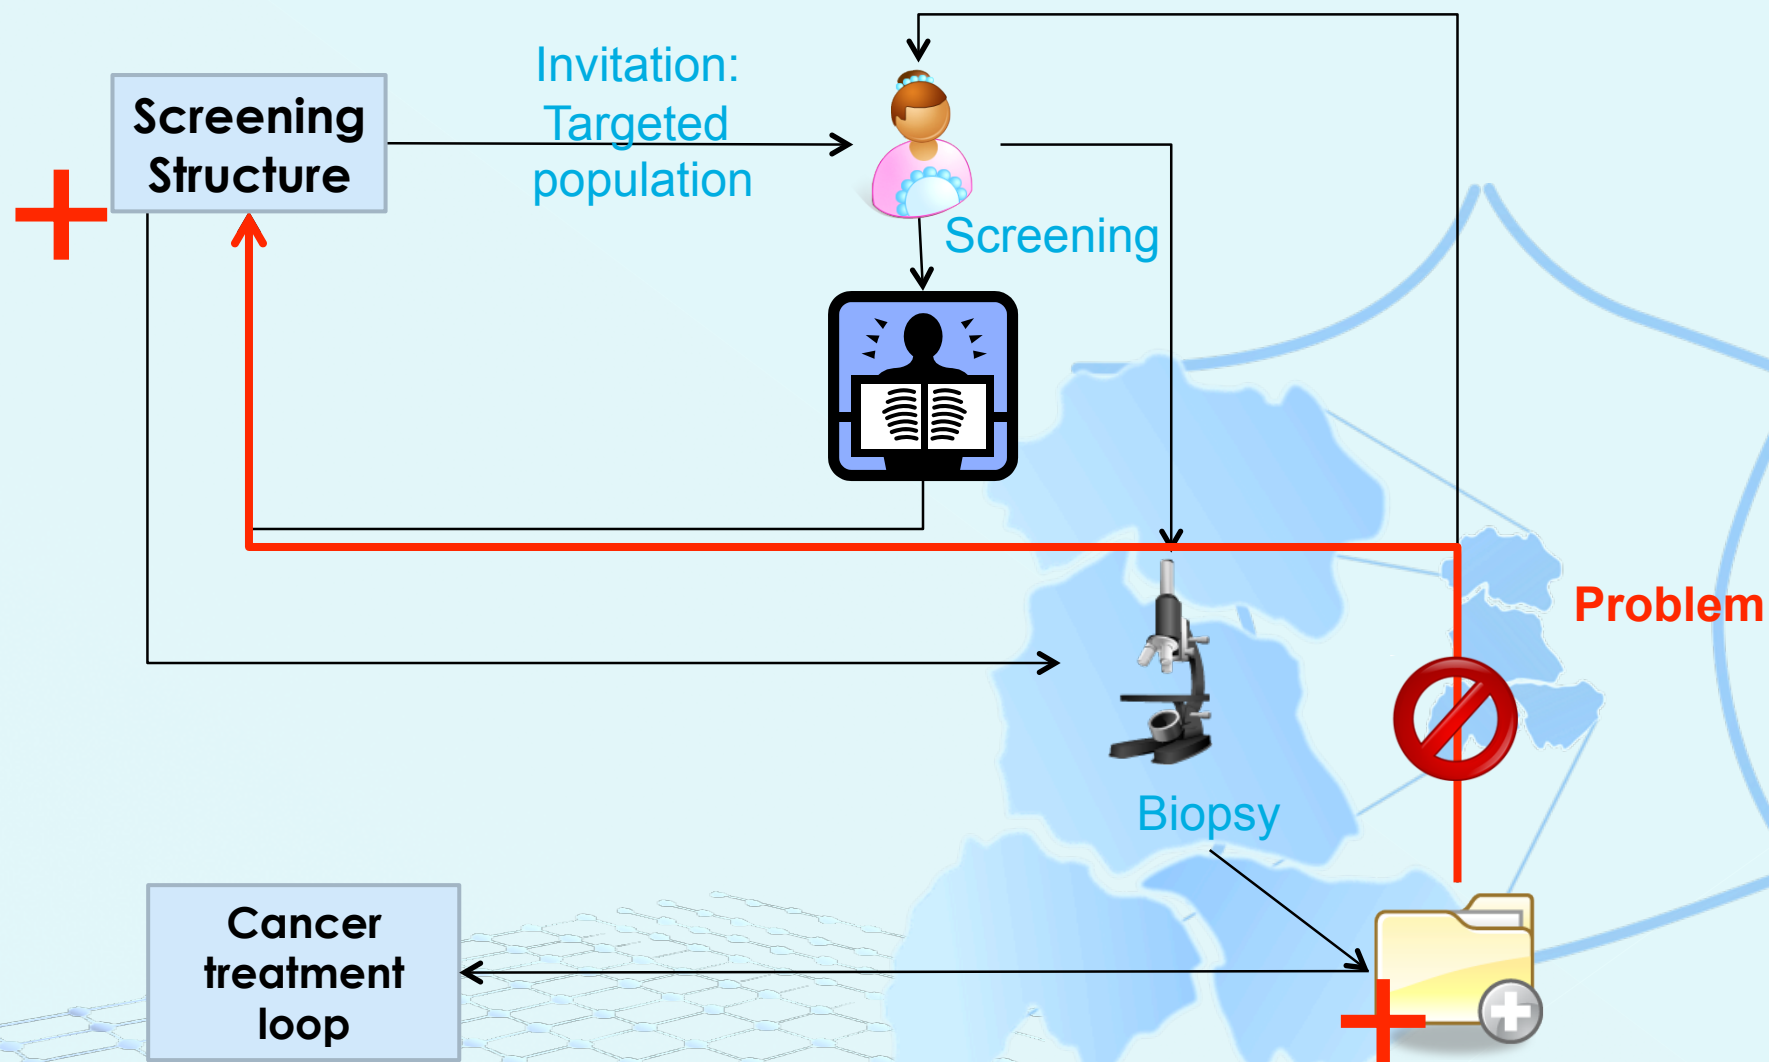 Screening
Structure
Invitation:
Targeted
population
Screening
Problem
Biopsy
Cancer
treatment
loop